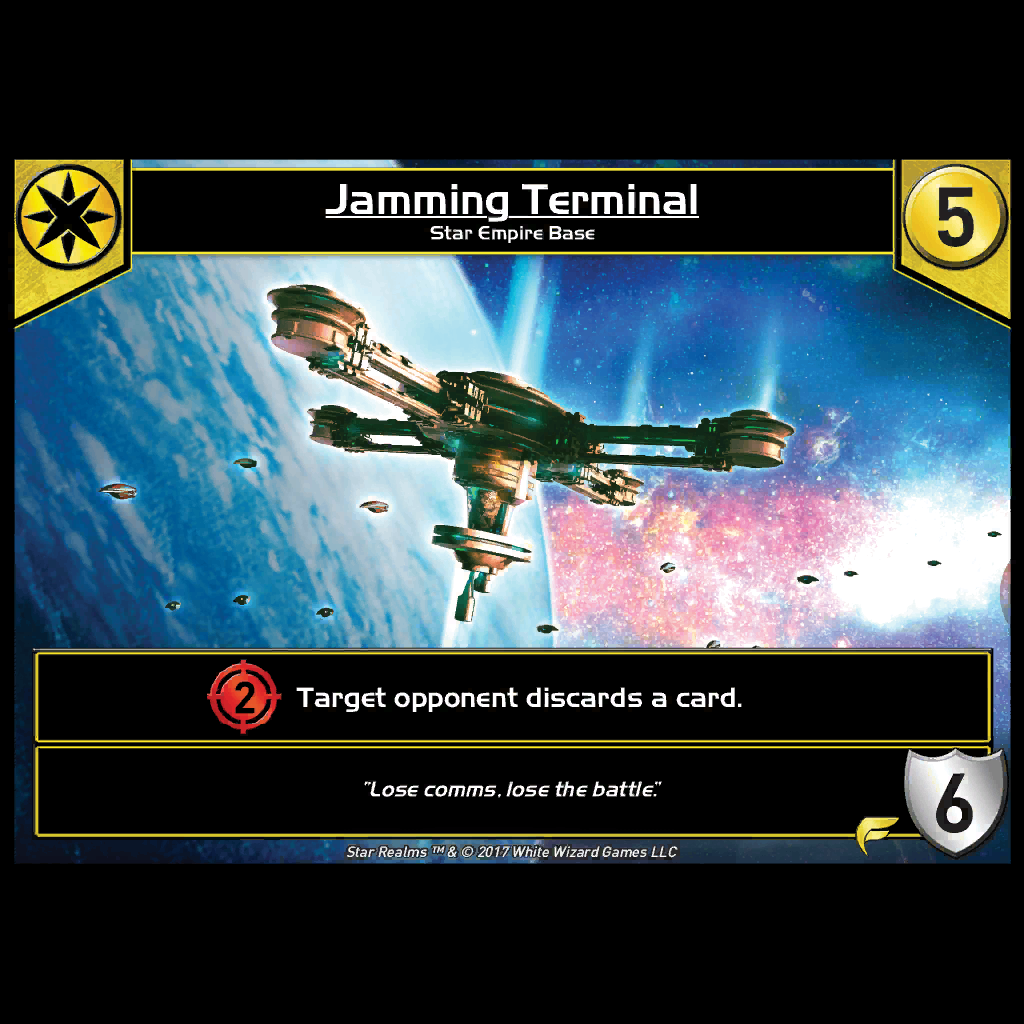 Jamming Terminal
5
Star Empire Base
2 Target opponent discards a card.
"Lose comms, lose the battle."
6
Star Realms ™ & © 2017 White Wizard Games LLC